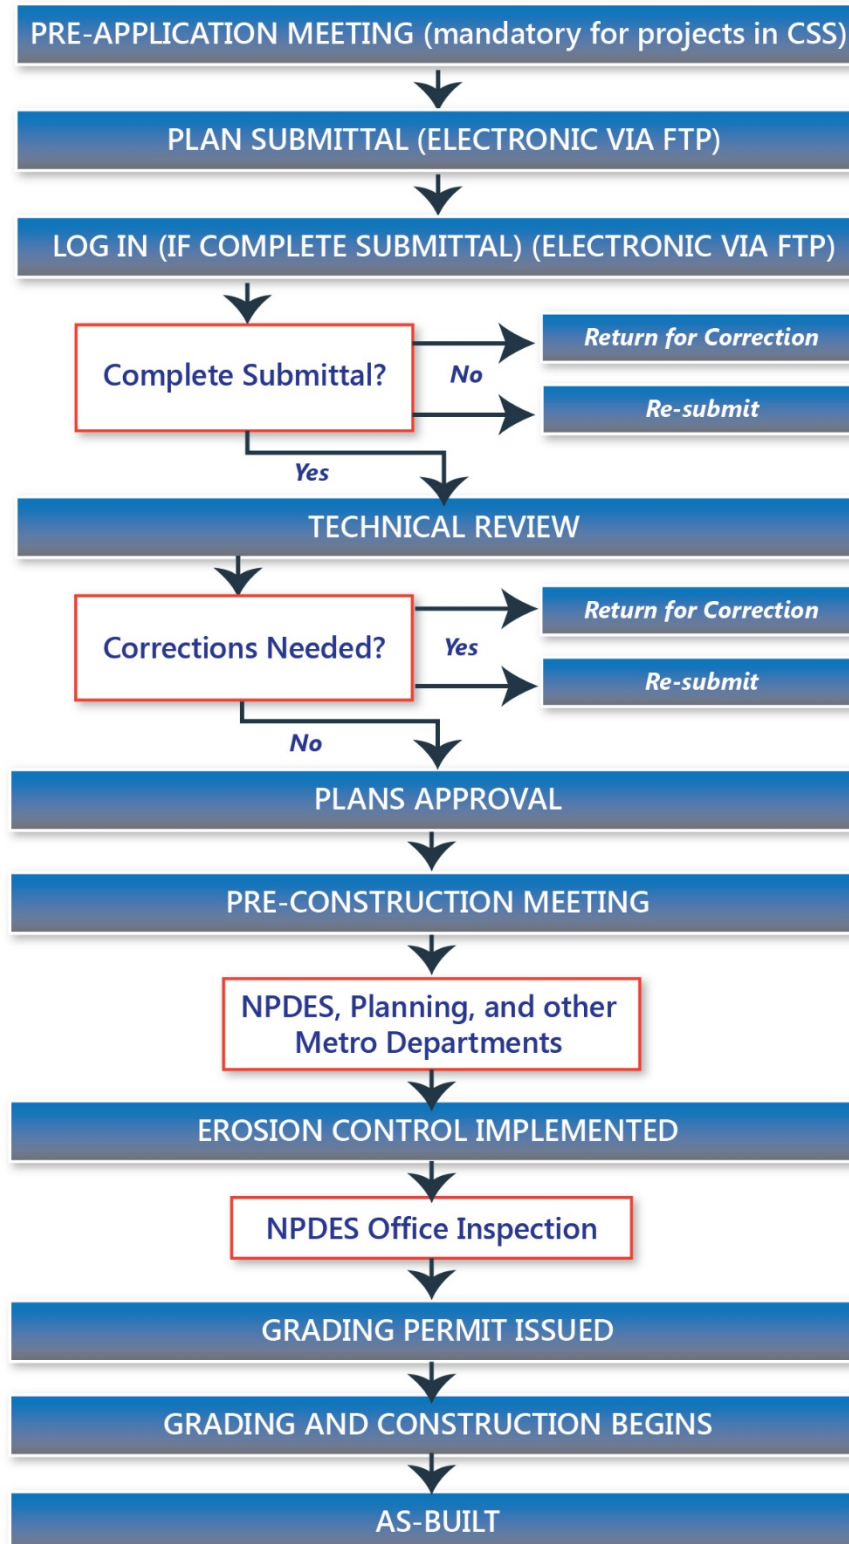 PRE-APPLICATION MEETING (mandatory for projects in CSS)
PLAN SUBMITTAL (ELECTRONIC VIA FTP)
LOG IN (IF COMPLETE SUBMITTAL) (ELECTRONIC VIA FTP)
Complete Submittal?
No
Return for Correction
Re-submit
Yes
TECHNICAL REVIEW
Corrections Needed?
Yes
Return for Correction
Re-submit
No
PLANS APPROVAL
PRE-CONSTRUCTION MEETING
NPDES, Planning, and other
Metro Departments
EROSION CONTROL IMPLEMENTED
NPDES Office Inspection
GRADING PERMIT ISSUED
GRADING AND CONSTRUCTION BEGINS
AS-BUILT